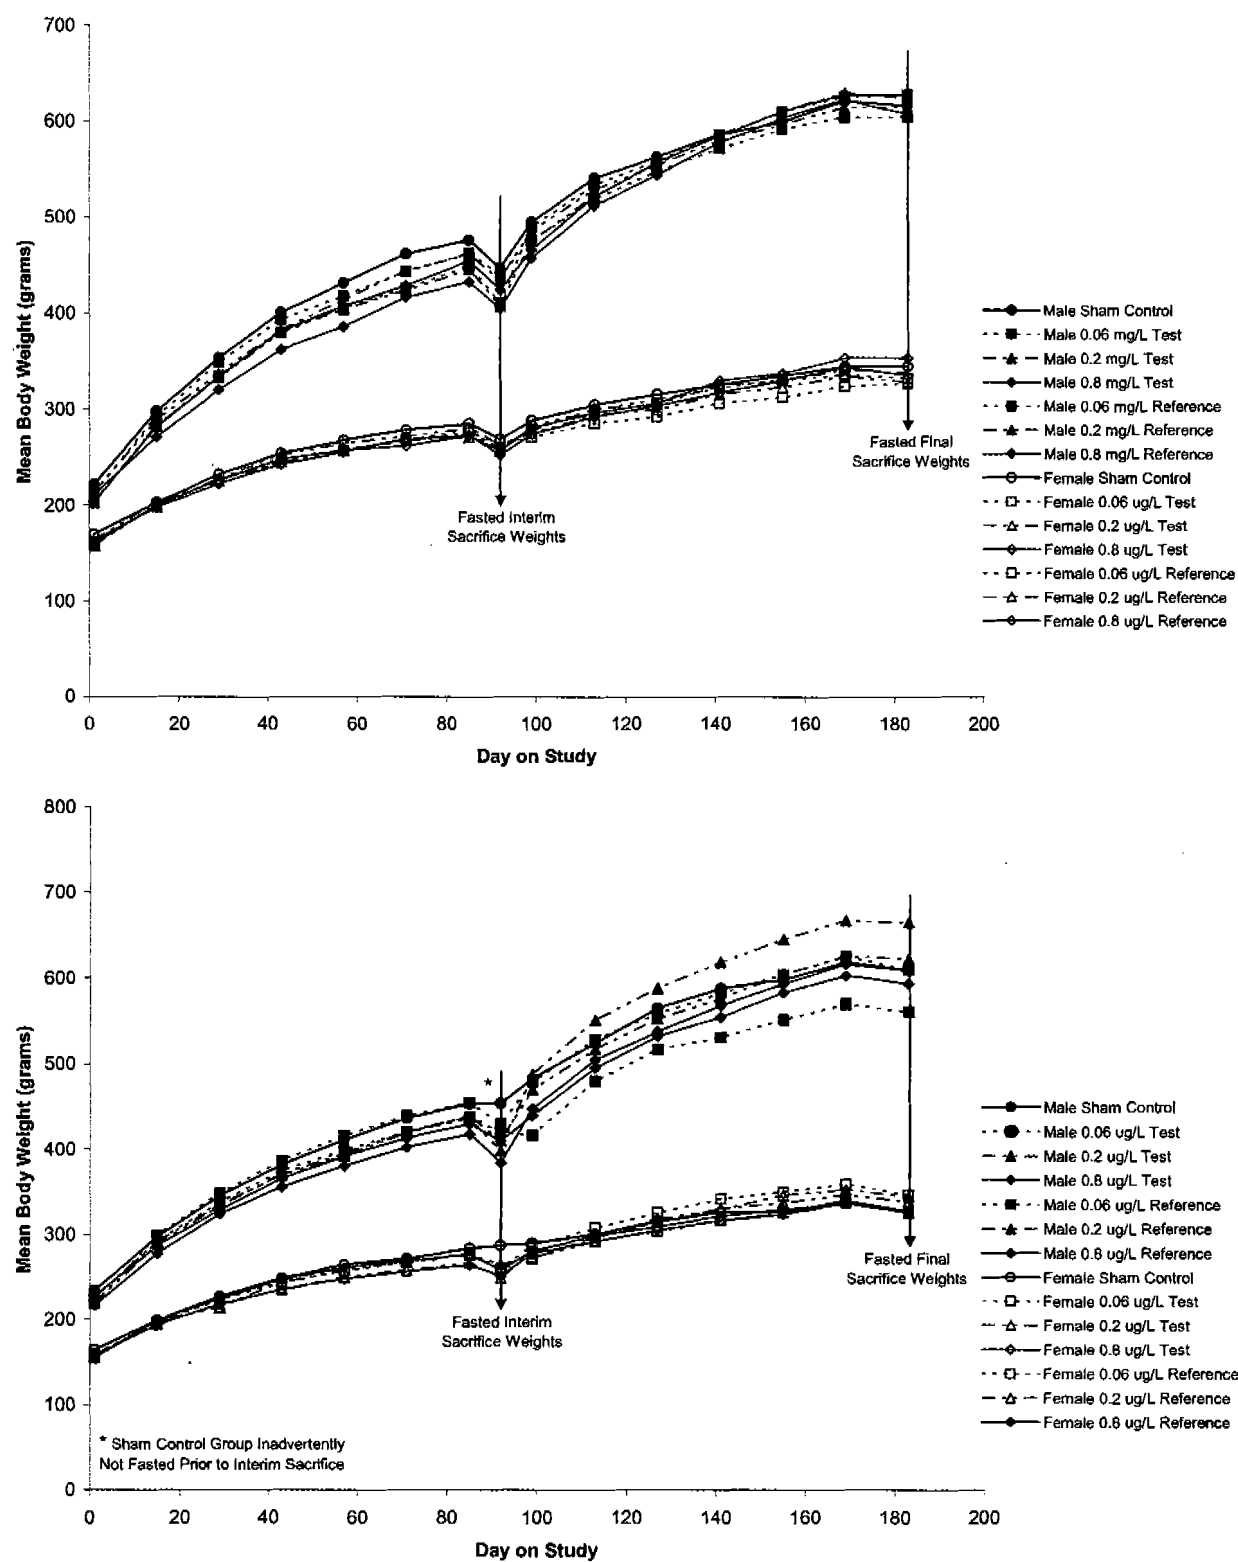 700
600
500
400
300
200
100
0
Mean Body Weight (grams)
0 20 40 60 80 100 120 140 160 180 200
Day on Study
Fasted Interim
Sacrifice Weights
Fasted Final
Sacrifice Weights
Male Sham Control
Male 0.06 mg/L Test
Male 0.2 mg/L Test
Male 0.8 mg/L Test
Male 0.06 mg/L Reference
Male 0.2 mg/L Reference
Male 0.8 mg/L Reference
Female Sham Control
Female 0.06 ug/L Test
Female 0.2 ug/L Test
Female 0.8 ug/L Test
Female 0.06 ug/L Reference
Female 0.2 ug/L Reference
Female 0.8 ug/L Reference
800
700
600
500
400
300
200
100
0
Mean Body Weight (grams)
*
Fasted Interim
Sacrifice Weights
Fasted Final
Sacrifice Weights
* Sham Control Group Inadvertently
Not Fasted Prior to Interim Sacrifice
0 20 40 60 80 100 120 140 160 180 200
Day on Study
Male Sham Control
Male 0.06 ug/L Test
Male 0.2 ug/L Test
Male 0.8 ug/L Test
Male 0.06 ug/L Reference
Male 0.2 ug/L Reference
Male 0.8 ug/L Reference
Female Sham Control
Female 0.06 ug/L Test
Female 0.2 ug/L Test
Female 0.8 ug/L Test
Female 0.06 ug/L Reference
Female 0.2 ug/L Reference
Female 0.8 ug/L Reference